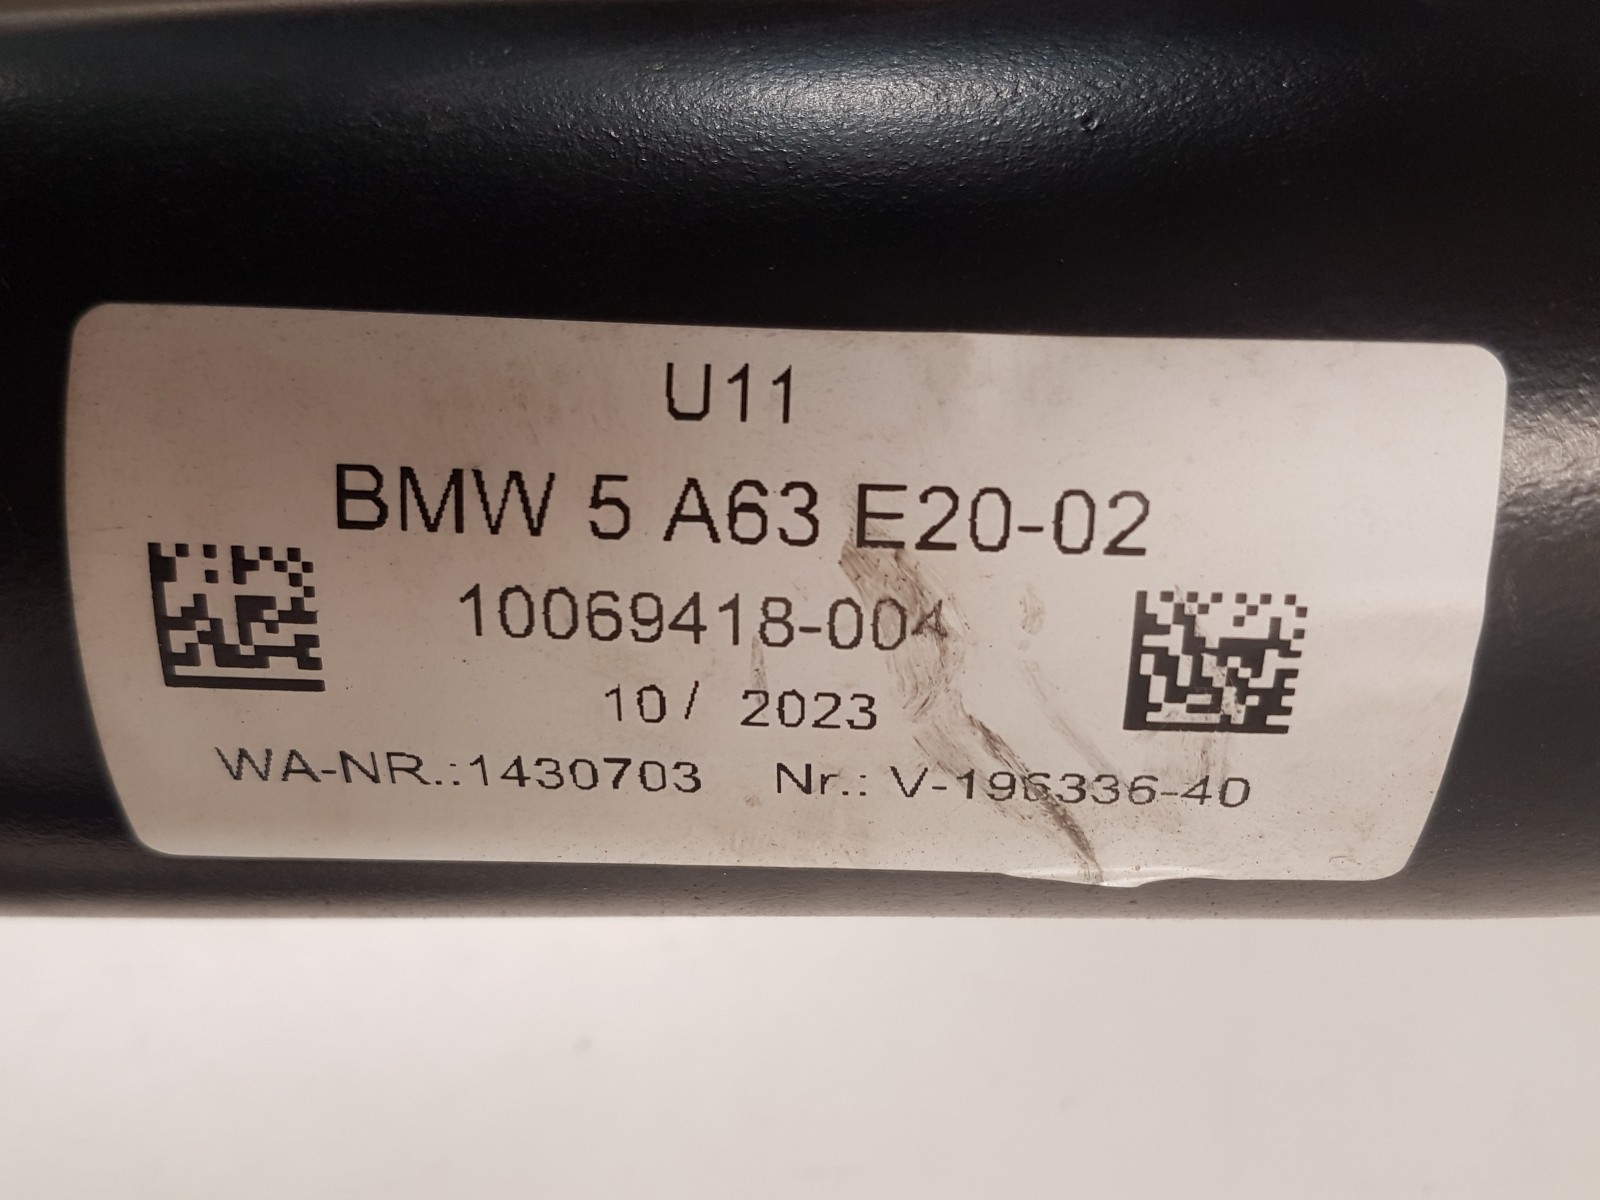 U11
BMW 5 A63 E20-02
10069418-004
10/ 2023
WA-NR.:1430703 Nr.: V-196336-40